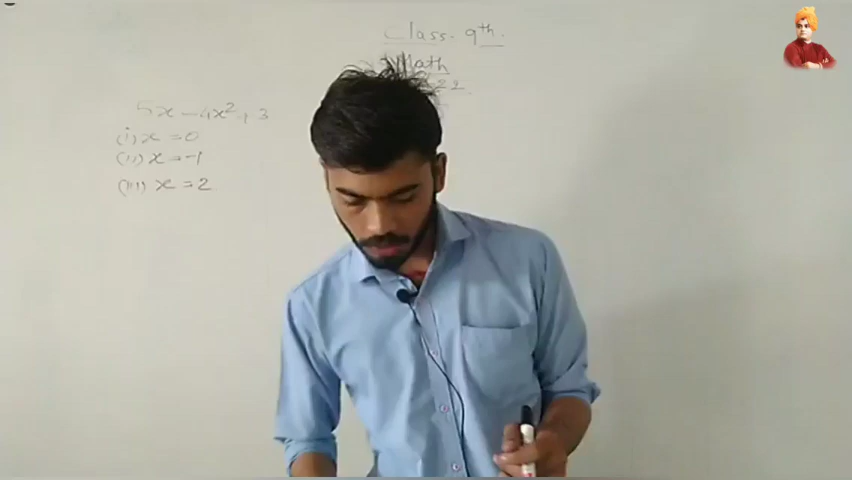 Class-9th.
Math
5x - 4x² + 3
(i) x = 0
(ii) x = -1
(iii) x = 2